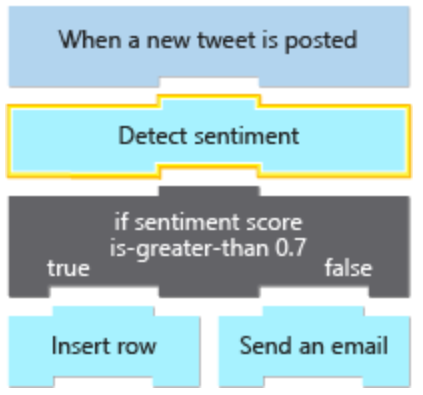 When a new tweet is posted
Detect sentiment
if sentiment score
is-greater-than 0.7
true false
Insert row Send an email